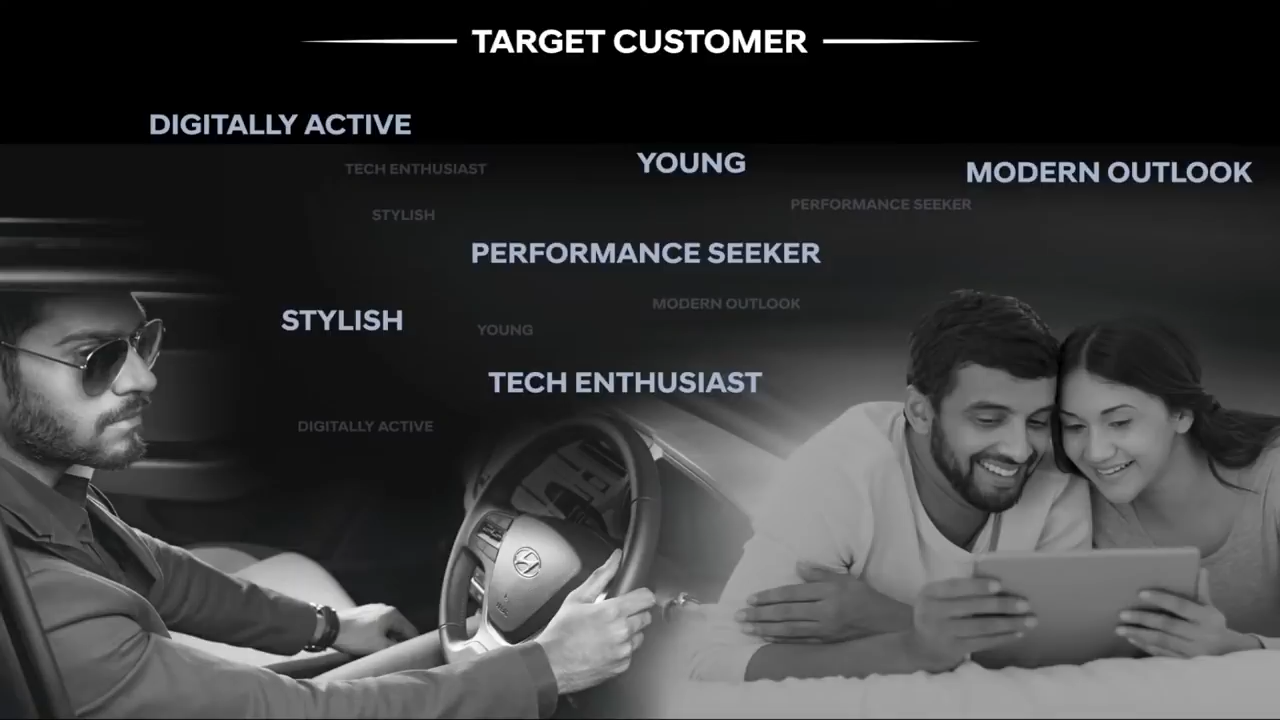 TARGET CUSTOMER
DIGITALLY ACTIVE
YOUNG
MODERN OUTLOOK
TECH ENTHUSIAST
PERFORMANCE SEEKER
STYLISH
PERFORMANCE SEEKER
MODERN OUTLOOK
STYLISH
YOUNG
TECH ENTHUSIAST
DIGITALLY ACTIVE